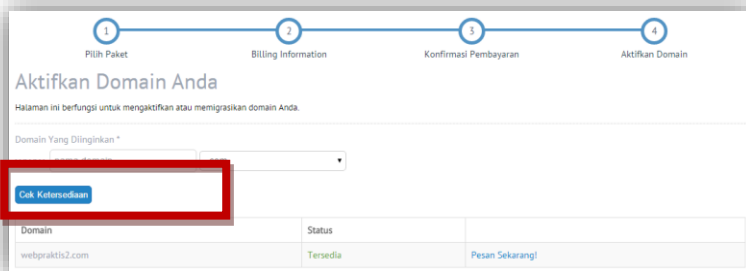 1 2 3 4
Pilih Paket Billing Information Konfirmasi Pembayaran Aktifkan Domain
Aktifkan Domain Anda
Halaman ini berfungsi untuk mengaktifkan atau memigrasikan domain Anda.
Domain Yang Diinginkan *
Cek Ketersediaan
Domain Status
webpraktis2.com Tersedia Pesan Sekarang!